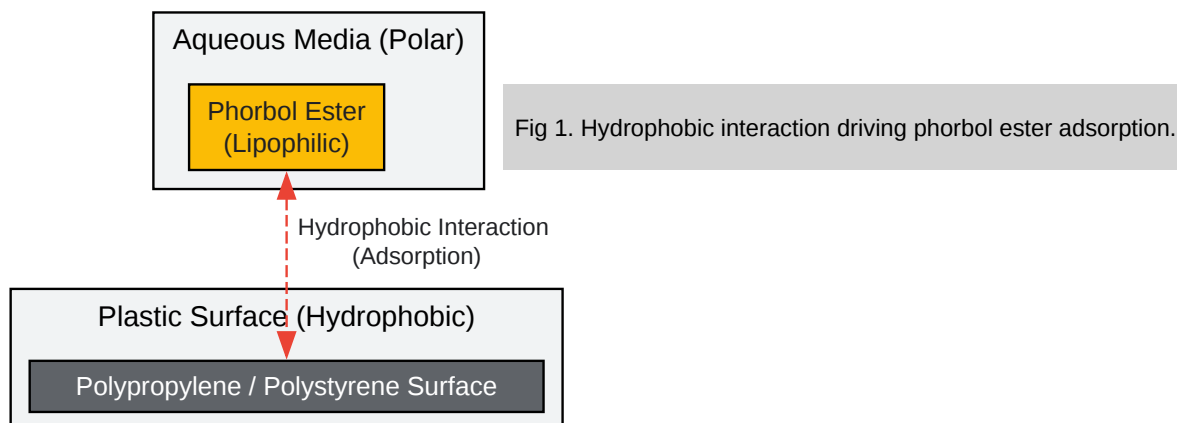 Aqueous Media (Polar)
Phorbol Ester
(Lipophilic)
Fig 1. Hydrophobic interaction driving phorbol ester adsorption.
Hydrophobic Interaction
(Adsorption)
Plastic Surface (Hydrophobic)
Polypropylene / Polystyrene Surface